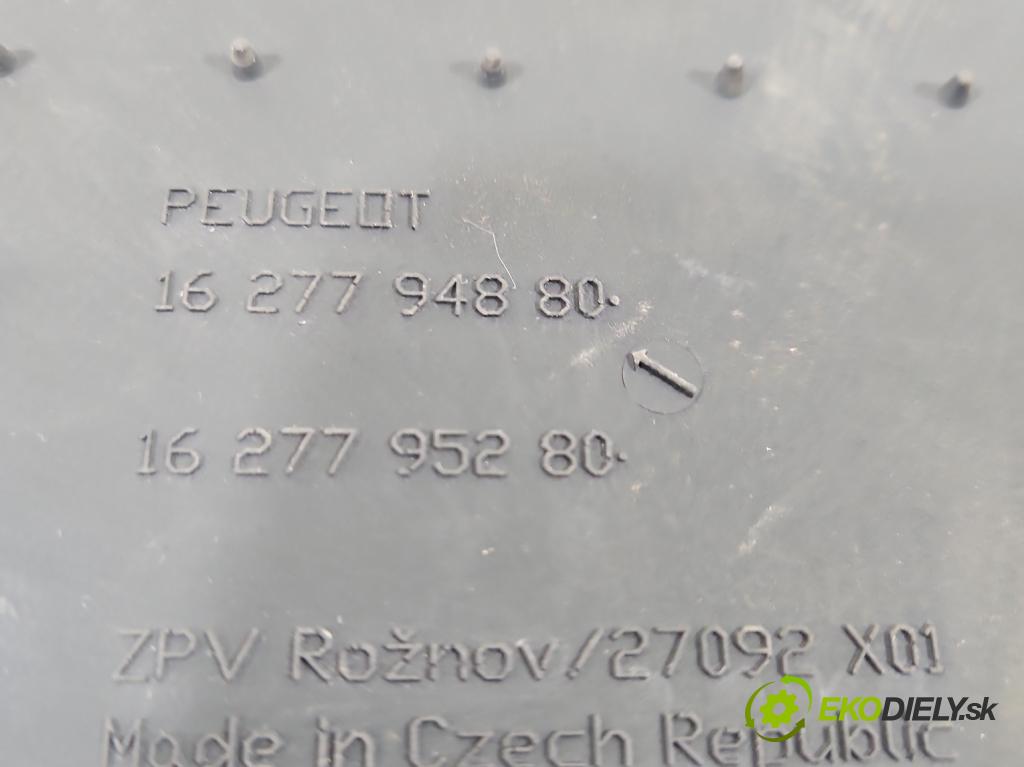 PEUGEOT
16 277 948 80.
16 277 952 80.
ZPV Rožnov/27092 X01
Made in Czech Republic
EKODIELY.sk